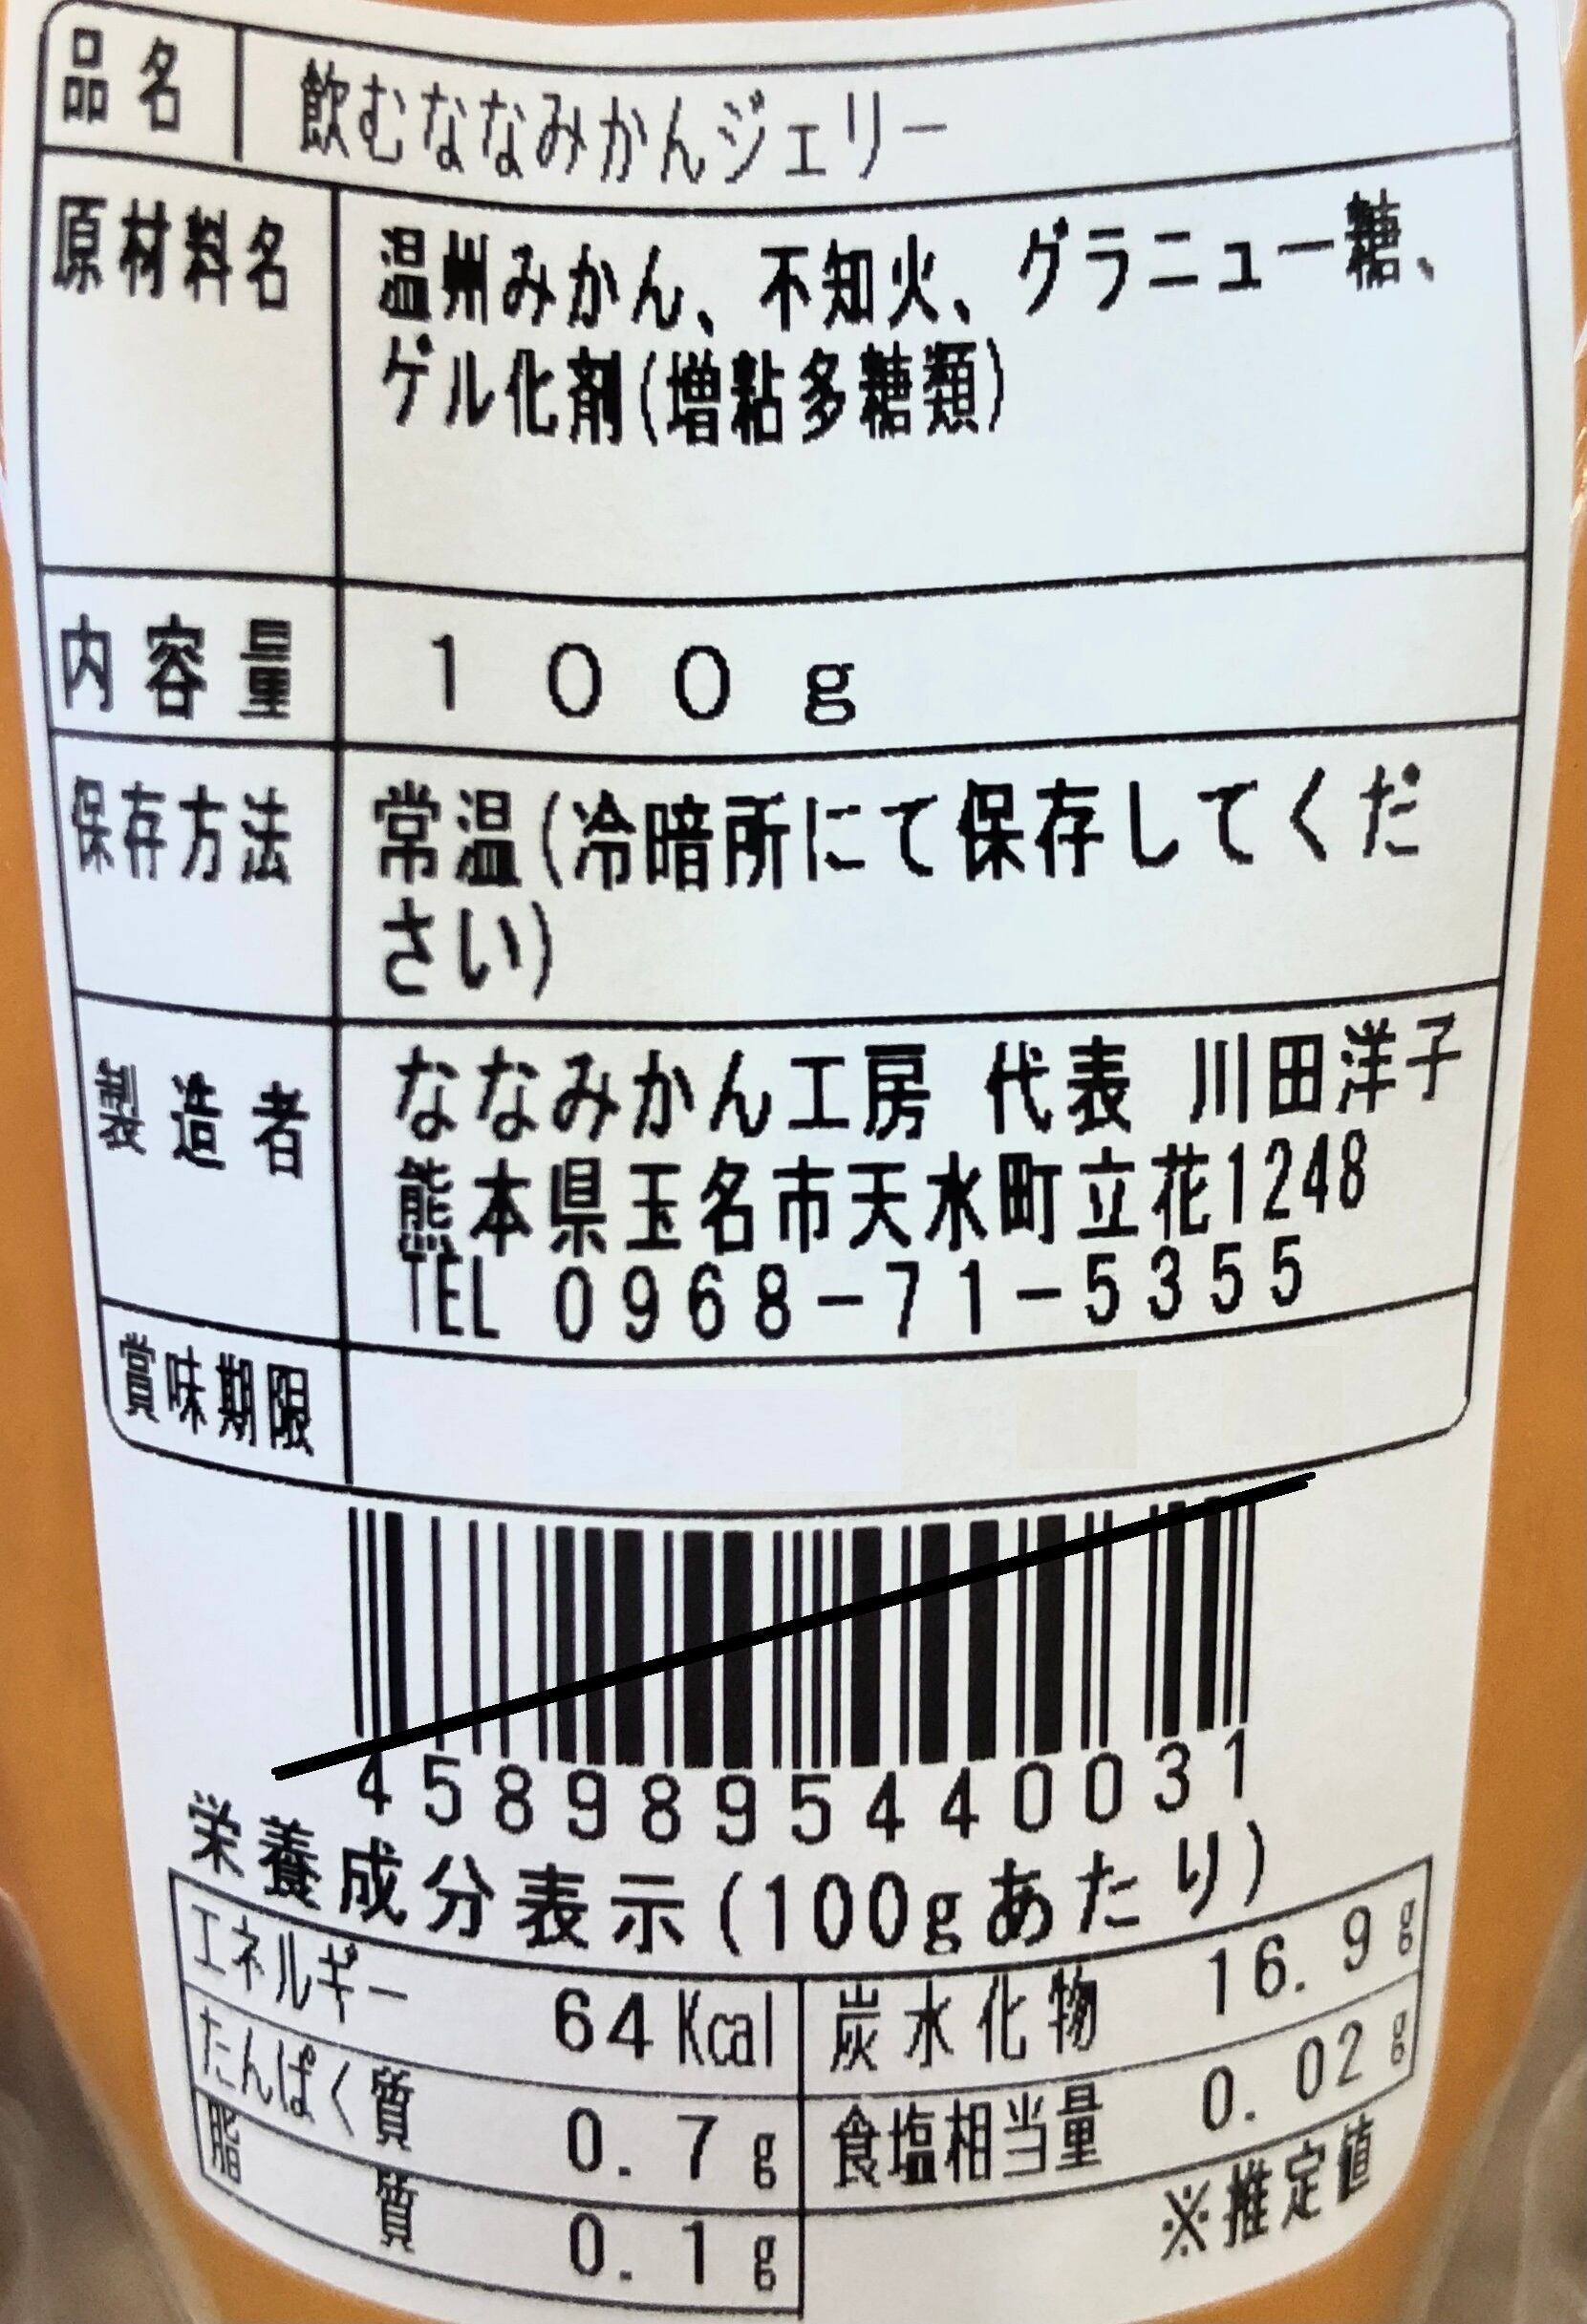 品名 飲むななみかんジェリー
原材料名 温州みかん、不知火、グラニュー糖、
ゲル化剤(増粘多糖類)
内容量 100g
保存方法 常温(冷暗所にて保存してくだ
さい)
製造者 ななみかん工房 代表 川田洋子
熊本県玉名市天水町立花1248
TEL 0968-71-5355
賞味期限
4589895440031
栄養成分表示(100gあたり)
エネルギー 64Kcal 炭水化物 16.9g
たんぱく質 0.7g 食塩相当量 0.02g
脂質 0.1g ※推定値